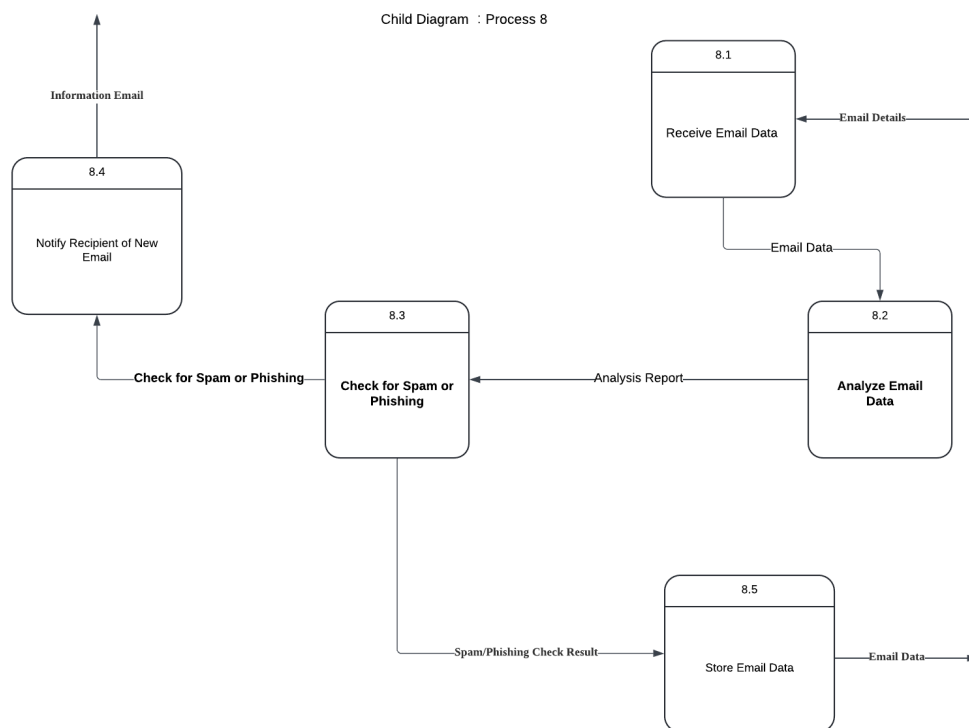 Child Diagram : Process 8
8.1
Receive Email Data
Email Details
Information Email
8.4
Notify Recipient of New
Email
Email Data
8.2
Analyze Email
Data
Analysis Report
8.3
Check for Spam or
Phishing
Check for Spam or Phishing
8.5
Store Email Data
Spam/Phishing Check Result
Email Data